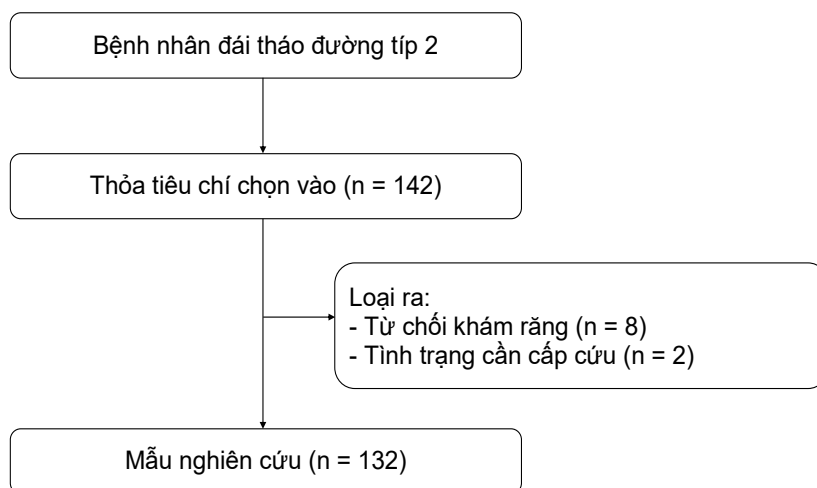 Bệnh nhân đái tháo đường típ 2
Thỏa tiêu chí chọn vào (n = 142)
Loại ra:
- Từ chối khám răng (n = 8)
- Tình trạng cần cấp cứu (n = 2)
Mẫu nghiên cứu (n = 132)